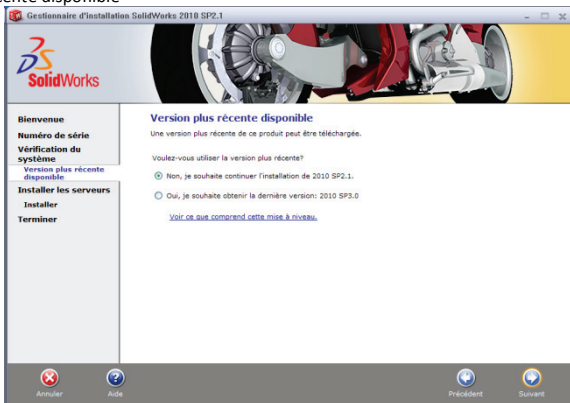 cente disponible
Gestionnaire d'installation SolidWorks 2010 SP2.1
SolidWorks
Bienvenue
Numéro de série
Vérification du
système
Version plus récente
disponible
Installer les serveurs
Installer
Terminer
Version plus récente disponible
Une version plus récente de ce produit peut être téléchargée.
Voulez-vous utiliser la version plus récente?
Non, je souhaite continuer l'installation de 2010 SP2.1.
Oui, je souhaite obtenir la dernière version: 2010 SP3.0
Voir ce que comprend cette mise à niveau.
Annuler
Aide
Précédent
Suivant